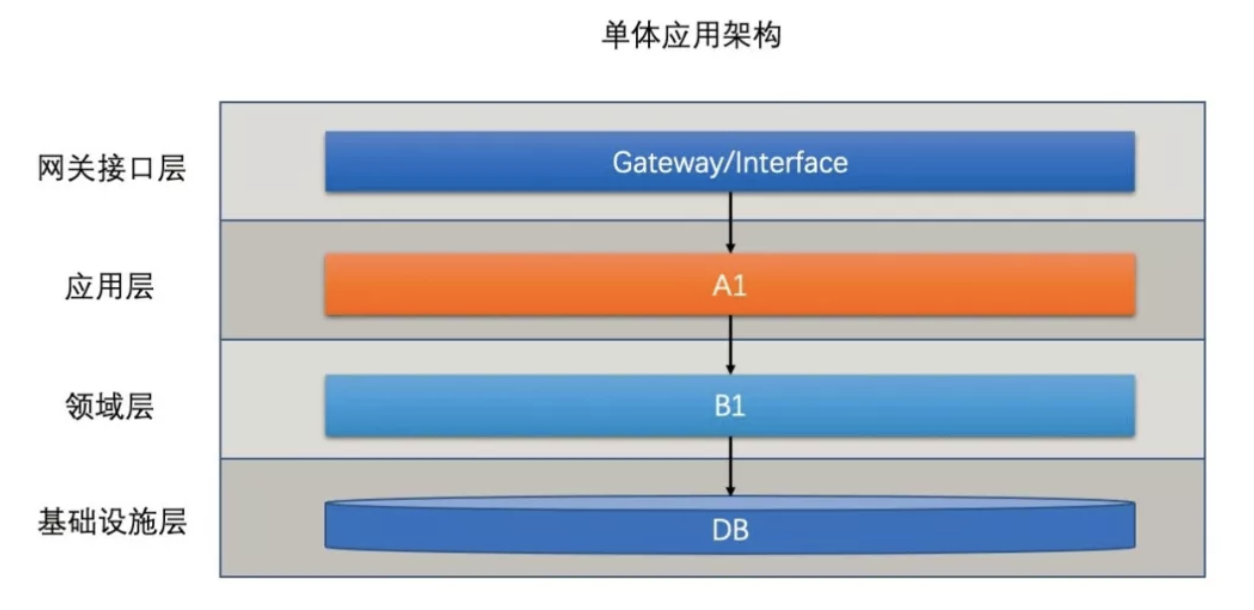 单体应用架构
网关接口层
Gateway/Interface
应用层
A1
领域层
B1
基础设施层
DB